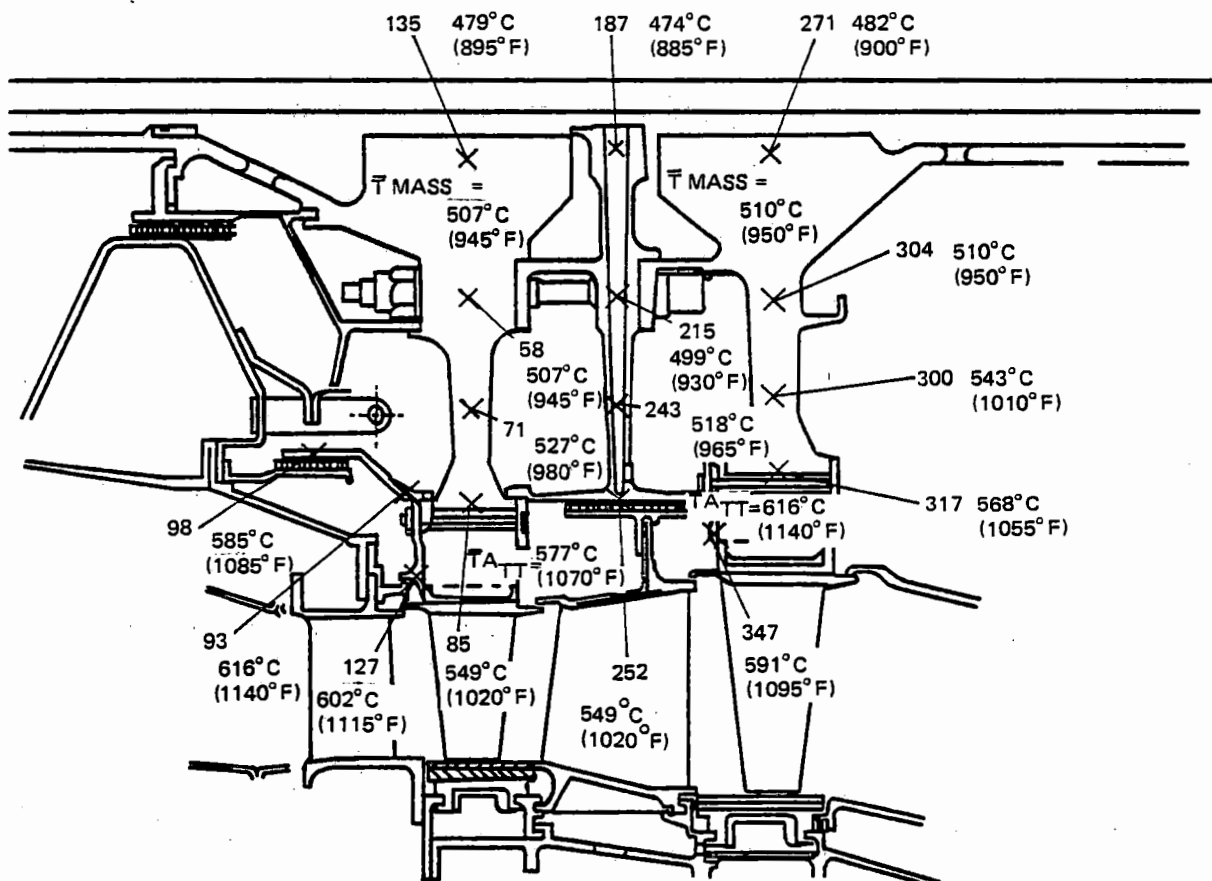 135 479°C
(895°F)
187 474°C
(885°F)
271 482°C
(900°F)
T̅ MASS =
507°C
(945°F)
T̅ MASS =
510°C
(950°F)
304 510°C
(950°F)
58
507°C
(945°F)
215
499°C
(930°F)
300 543°C
(1010°F)
71
527°C
(980°F)
243
518°C
(965°F)
98
585°C
(1085°F)
T̅A TT = 577°C
(1070°F)
TA TT = 616°C
(1140°F)
317 568°C
(1055°F)
93
616°C
(1140°F)
127
602°C
(1115°F)
85
549°C
(1020°F)
252
549°C
(1020°F)
347
591°C
(1095°F)